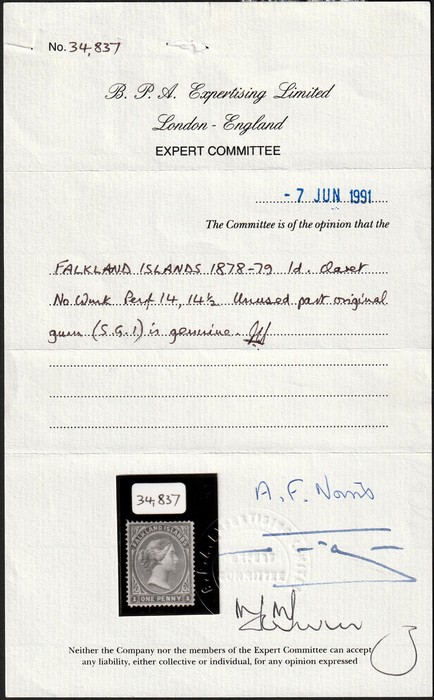 No. 34,837
B. P. A. Expertising Limited
London - England
EXPERT COMMITTEE
- 7 JUN 1991
The Committee is of the opinion that the
FALKLAND ISLANDS 1878-79 1d. claret
No Wmk Perf 14, 14½ Unused part original
gum (S.G.1) is genuine.
34,837
FALKLAND ISLANDS
1 ONE PENNY 1
A. F. Norris
COMMITTEE
Neither the Company nor the members of the Expert Committee can accept
any liability, either collective or individual, for any opinion expressed